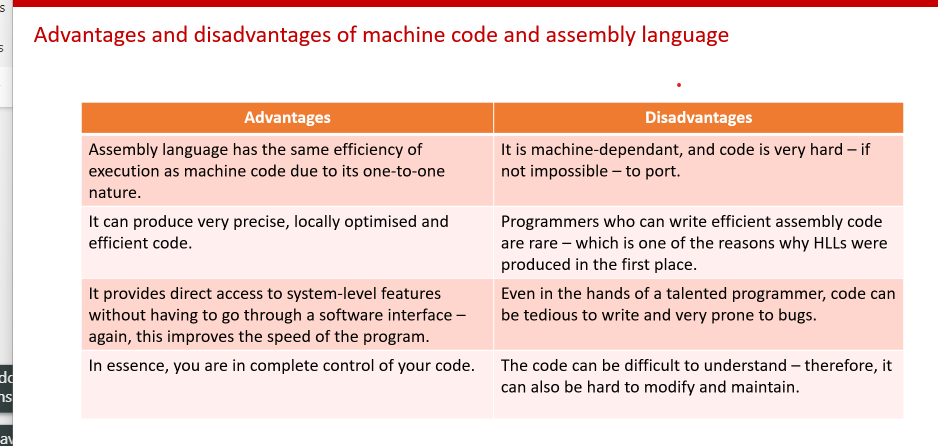 Advantages and disadvantages of machine code and assembly language
Advantages
Disadvantages
Assembly language has the same efficiency of
execution as machine code due to its one-to-one
nature.
It is machine-dependant, and code is very hard – if
not impossible – to port.
It can produce very precise, locally optimised and
efficient code.
Programmers who can write efficient assembly code
are rare – which is one of the reasons why HLLs were
produced in the first place.
It provides direct access to system-level features
without having to go through a software interface –
again, this improves the speed of the program.
Even in the hands of a talented programmer, code can
be tedious to write and very prone to bugs.
In essence, you are in complete control of your code.
The code can be difficult to understand – therefore, it
can also be hard to modify and maintain.